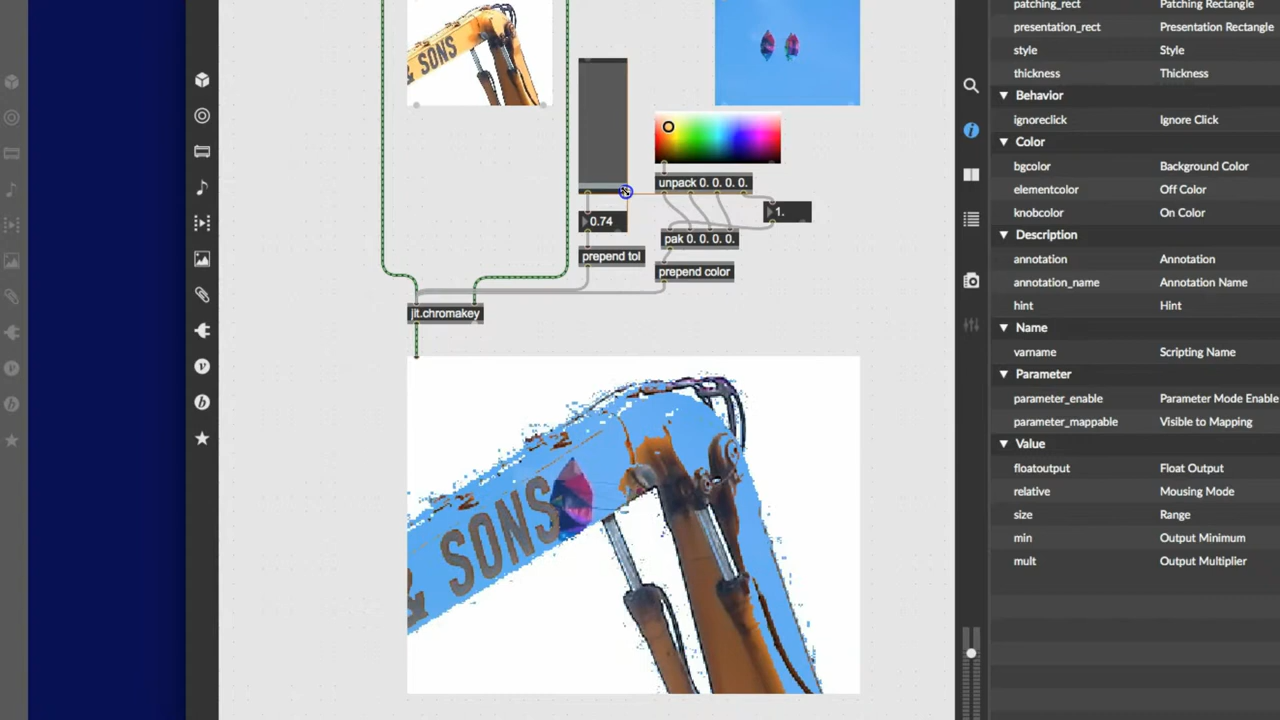 patching_rect Patching Rectangle
& SONS
presentation_rect Presentation Rectangle
style Style
thickness Thickness
Behavior
ignoreclick Ignore Click
Color
bgcolor Background Color
unpack 0. 0. 0. 0.
elementcolor Off Color
1.
knobcolor On Color
0.74
pak 0. 0. 0. 0.
Description
prepend tol
annotation Annotation
prepend color
annotation_name Annotation Name
hint Hint
jit.chromakey
Name
varname Scripting Name
Parameter
parameter_enable Parameter Mode Enable
parameter_mappable Visible to Mapping
Value
floatoutput Float Output
relative Mousing Mode
size Range
min Output Minimum
mult Output Multiplier
& SONS